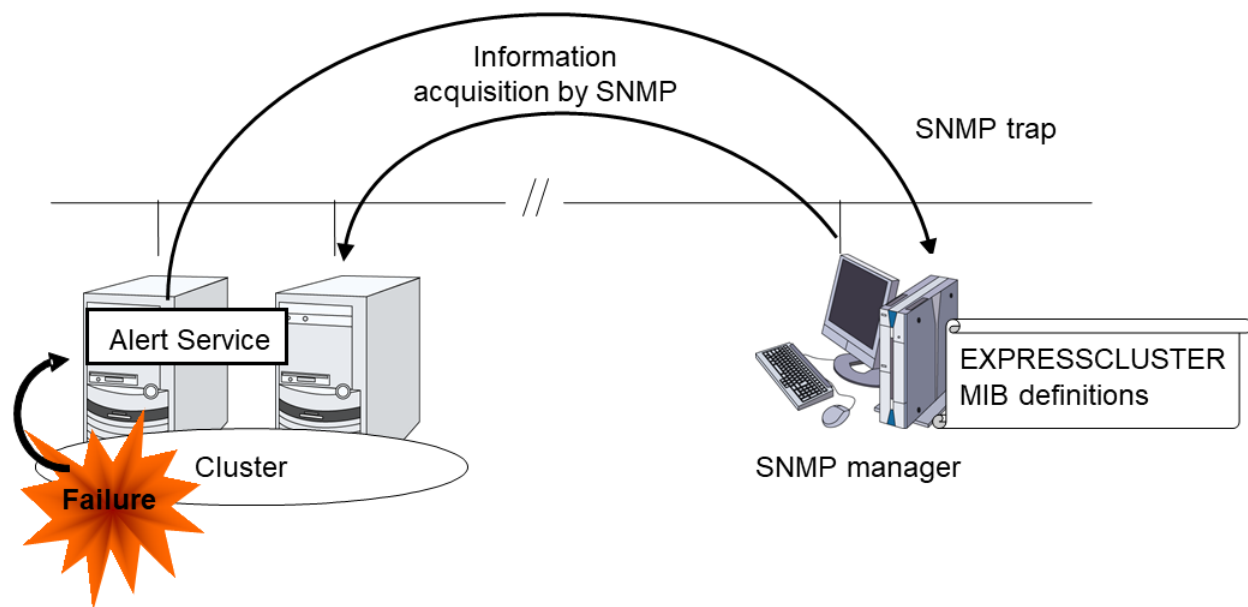 Information
acquisition by SNMP
SNMP trap
//
Alert Service
EXPRESSCLUSTER
MIB definitions
Cluster
SNMP manager
Failure